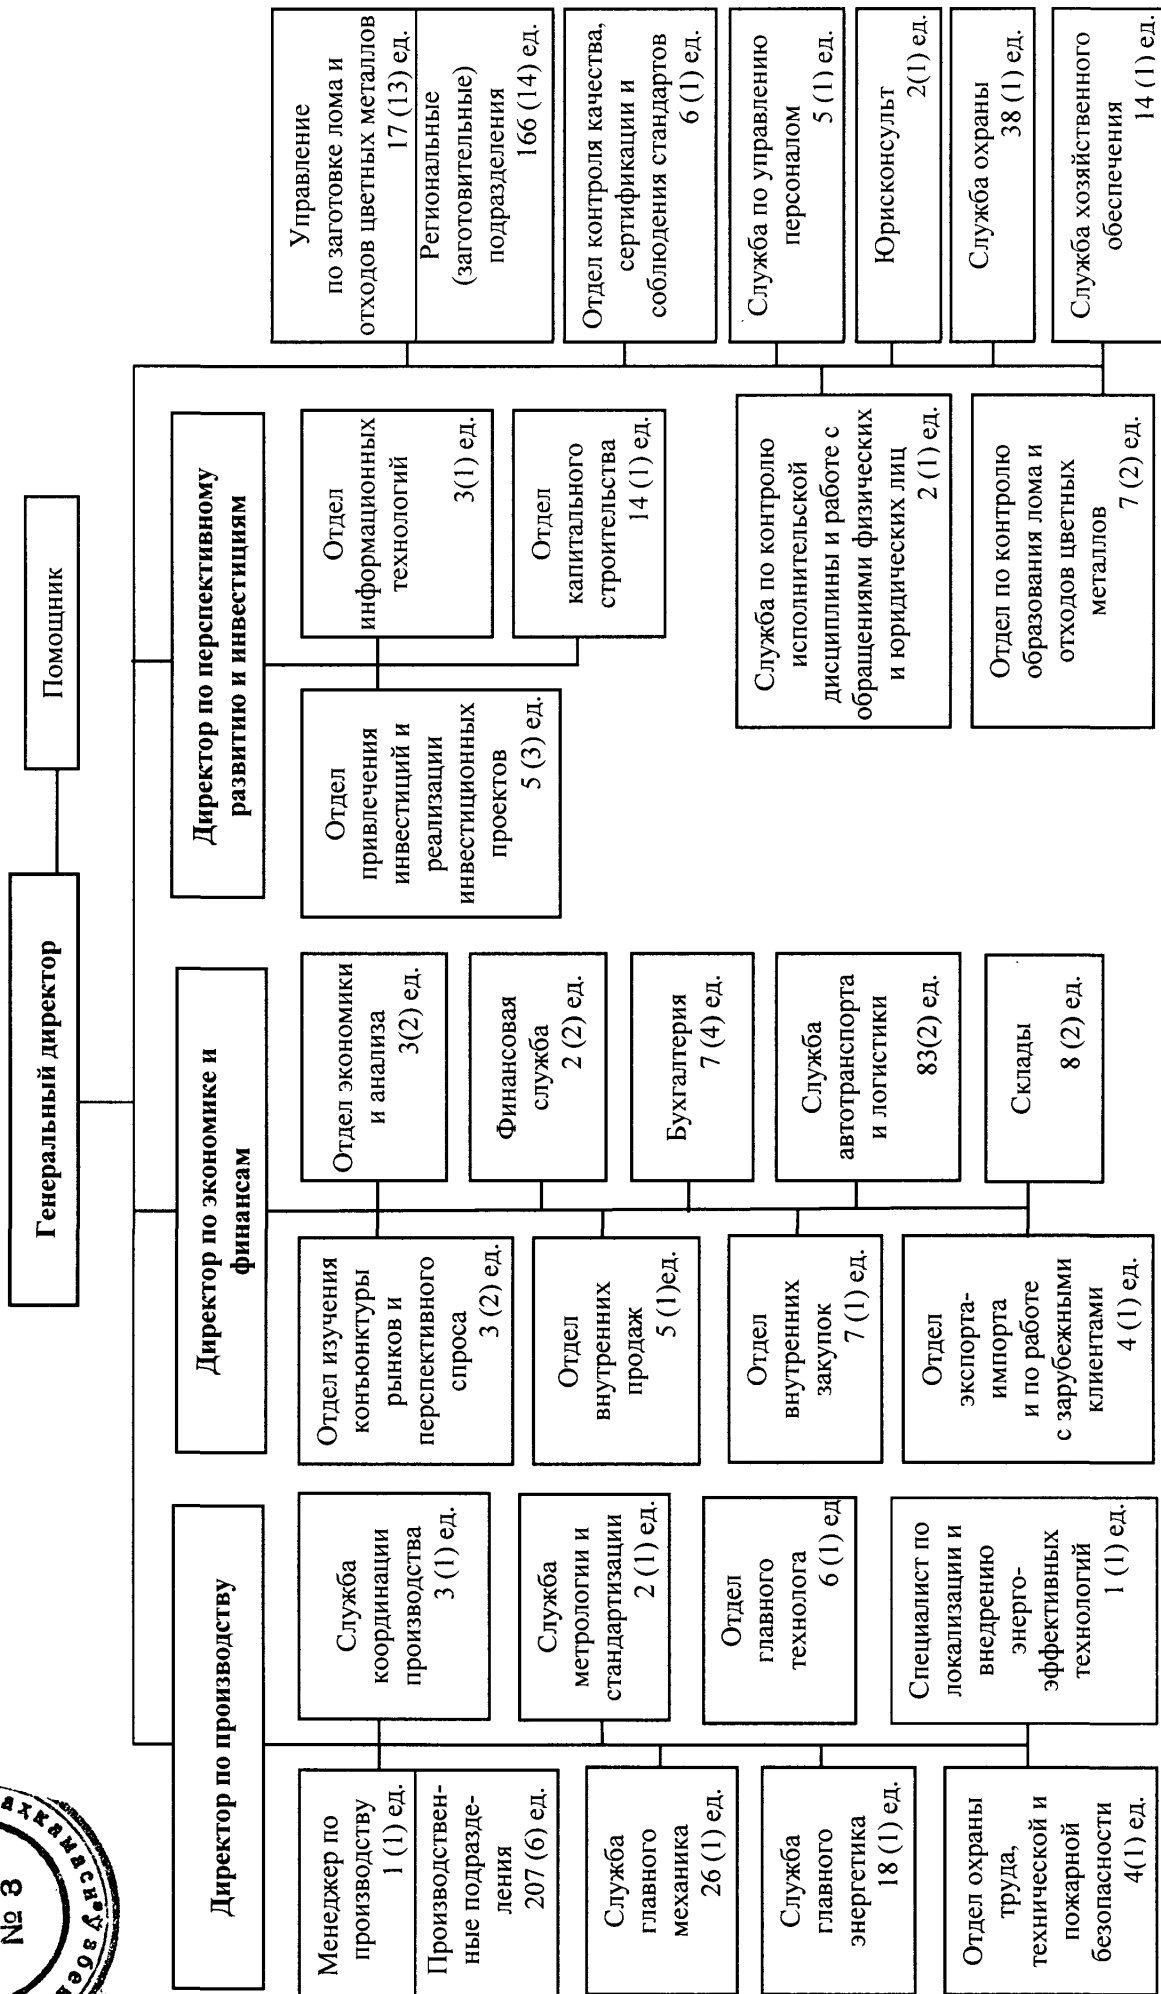 Генеральный директор
Помощник
Директор по производству
Менеджер по
производству
1 (1) ед.
Производствен-
ные подразде-
ления
207 (6) ед.
Служба
главного
механика
26 (1) ед.
Служба
главного
энергетика
18 (1) ед.
Отдел охраны
труда,
технической и
пожарной
безопасности
4(1) ед.
Служба
координации
производства
3 (1) ед.
Служба
метрологии и
стандартизации
2 (1) ед.
Отдел
главного
технолога
6 (1) ед
Специалист по
локализации и
внедрению
энерго-
эффективных
технологий
1 (1) ед.
Директор по экономике и
финансам
Отдел изучения
конъюнктуры
рынков и
перспективного
спроса
3 (2) ед.
Отдел
внутренних
продаж
5 (1)ед.
Отдел
внутренних
закупок
7 (1) ед.
Отдел
экспорта-
импорта
и по работе
с зарубежными
клиентами
4 (1) ед.
Отдел экономики
и анализа
3(2) ед.
Финансовая
служба
2 (2) ед.
Бухгалтерия
7 (4) ед.
Служба
автотранспорта
и логистики
83(2) ед.
Склады
8 (2) ед.
Директор по перспективному
развитию и инвестициям
Отдел
привлечения
инвестиций и
реализации
инвестиционных
проектов
5 (3) ед.
Отдел
информационных
технологий
3(1) ед.
Отдел
капитального
строительства
14 (1) ед.
Служба по контролю
исполнительской
дисциплины и работе с
обращениями физических
и юридических лиц
2 (1) ед.
Отдел по контролю
образования лома и
отходов цветных
металлов
7 (2) ед.
Управление
по заготовке лома и
отходов цветных металлов
17 (13) ед.
Региональные
(заготовительные)
подразделения
166 (14) ед.
Отдел контроля качества,
сертификации и
соблюдения стандартов
6 (1) ед.
Служба по управлению
персоналом
5 (1) ед.
Юрисконсульт
2(1) ед.
Служба охраны
38 (1) ед.
Служба хозяйственного
обеспечения
14 (1) ед.
№ 3